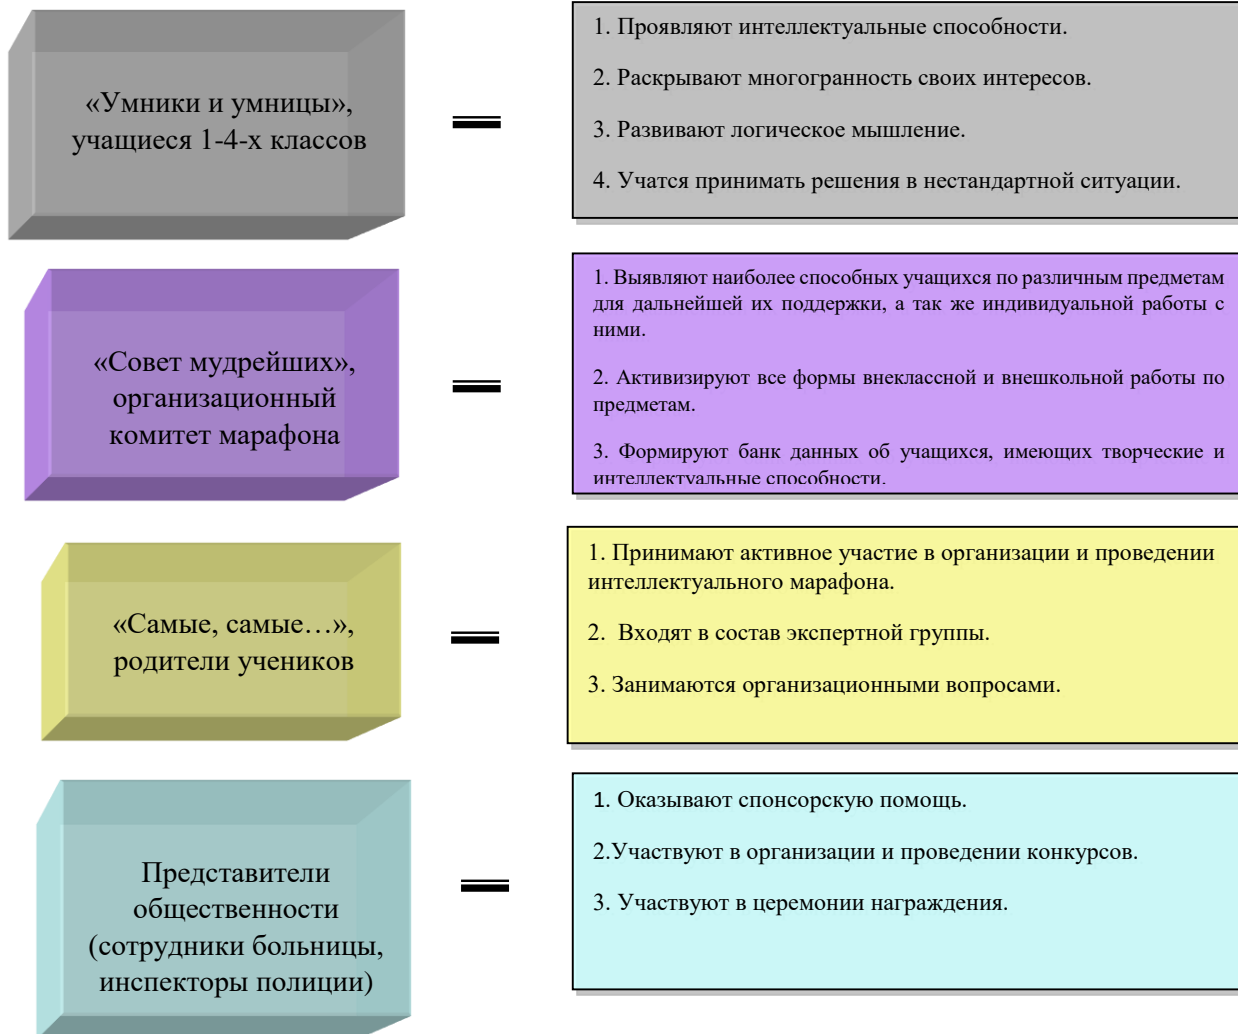 «Умники и умницы»,
учащиеся 1-4-х классов
1. Проявляют интеллектуальные способности.
2. Раскрывают многогранность своих интересов.
3. Развивают логическое мышление.
4. Учатся принимать решения в нестандартной ситуации.
«Совет мудрейших»,
организационный
комитет марафона
1. Выявляют наиболее способных учащихся по различным предметам
для дальнейшей их поддержки, а так же индивидуальной работы с
ними.
2. Активизируют все формы внеклассной и внешкольной работы по
предметам.
3. Формируют банк данных об учащихся, имеющих творческие и
интеллектуальные способности.
«Самые, самые…»,
родители учеников
1. Принимают активное участие в организации и проведении
интеллектуального марафона.
2. Входят в состав экспертной группы.
3. Занимаются организационными вопросами.
Представители
общественности
(сотрудники больницы,
инспекторы полиции)
1. Оказывают спонсорскую помощь.
2.Участвуют в организации и проведении конкурсов.
3. Участвуют в церемонии награждения.